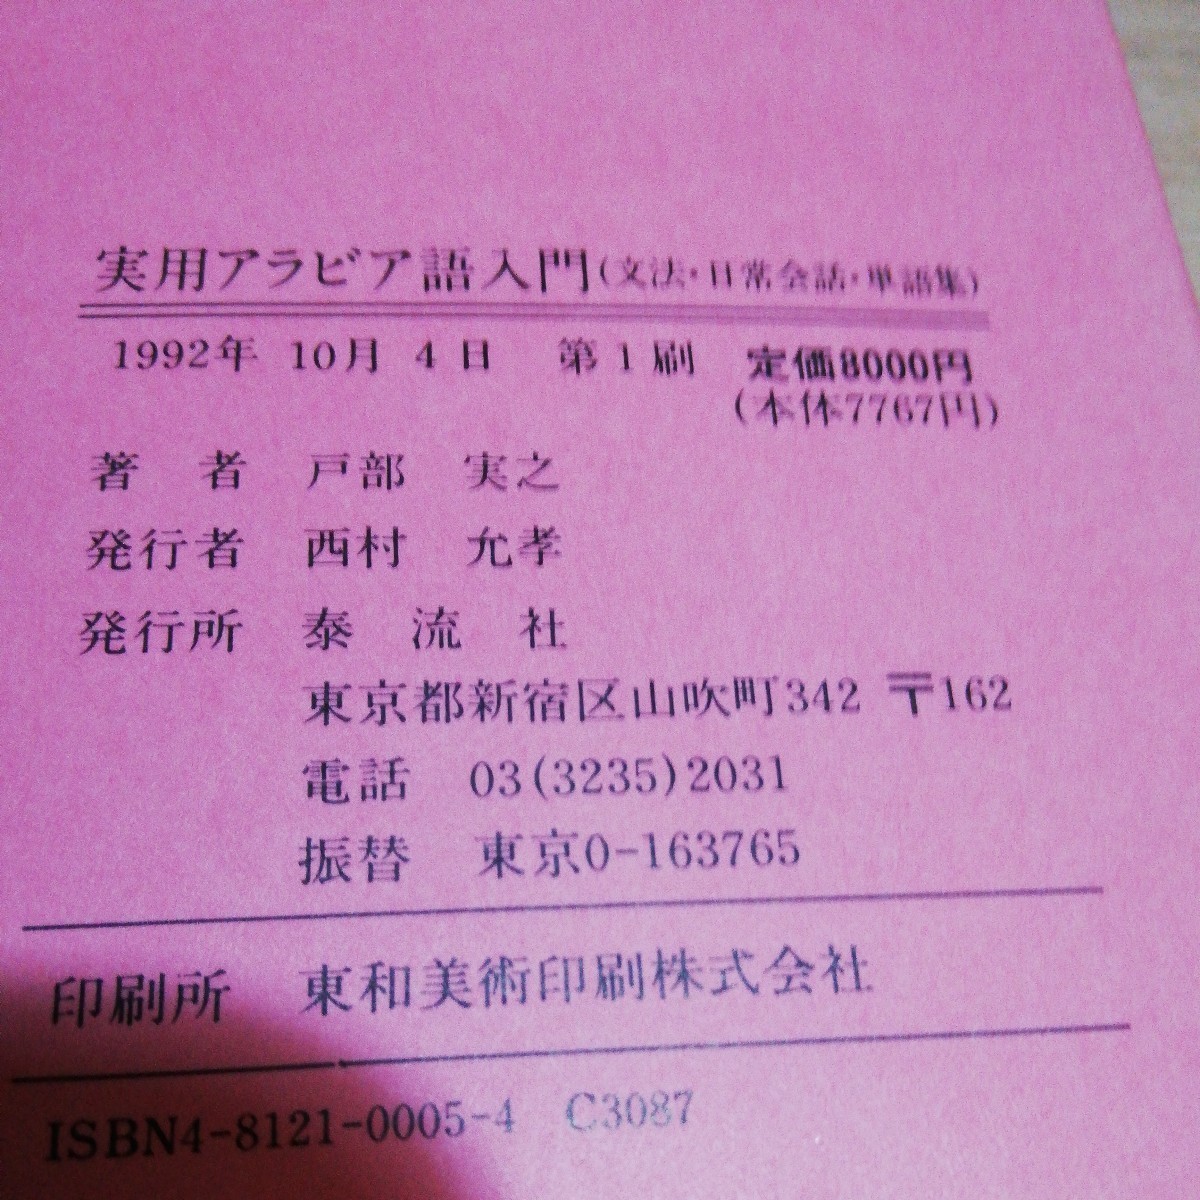 実用アラビア語入門(文法・日常会話・単語集)
1992年 10月 4日 第1刷 定価8000円
(本体7767円)
著者 戸部 実之
発行者 西村 允孝
発行所 泰流社
東京都新宿区山吹町342 〒162
電話 03(3235)2031
振替 東京0-163765
印刷所 東和美術印刷株式会社
ISBN4-8121-0005-4 C3087